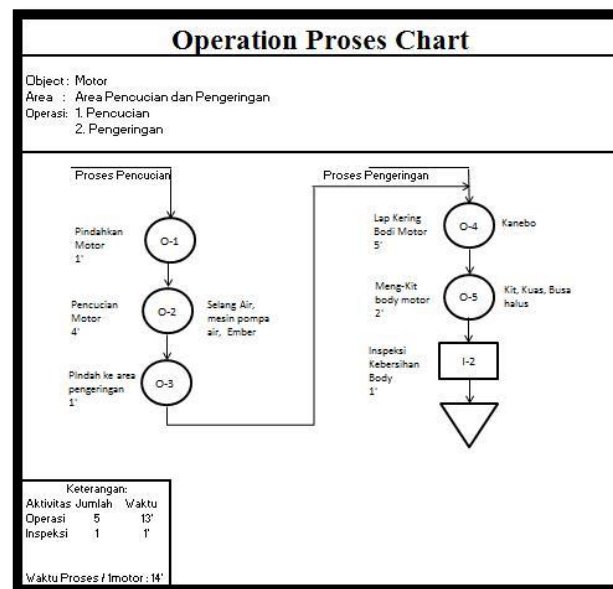 Operation Proses Chart
Object : Motor
Area : Area Pencucian dan Pengeringan
Operasi: 1. Pencucian
2. Pengeringan
Proses Pencucian
Pindahkan
Motor
1'
O-1
Pencucian
Motor
4'
O-2
Selang Air,
mesin pompa
air, Ember
Pindah ke area
pengeringan
1'
O-3
Proses Pengeringan
Lap Kering
Bodi Motor
5'
O-4
Kanebo
Meng-Kit
body motor
2'
O-5
Kit, Kuas, Busa
halus
Inspeksi
Kebersihan
Body
1'
I-2
Keterangan:
Aktivitas Jumlah Waktu
Operasi 5 13'
Inspeksi 1 1'
Waktu Proses / 1motor : 14'